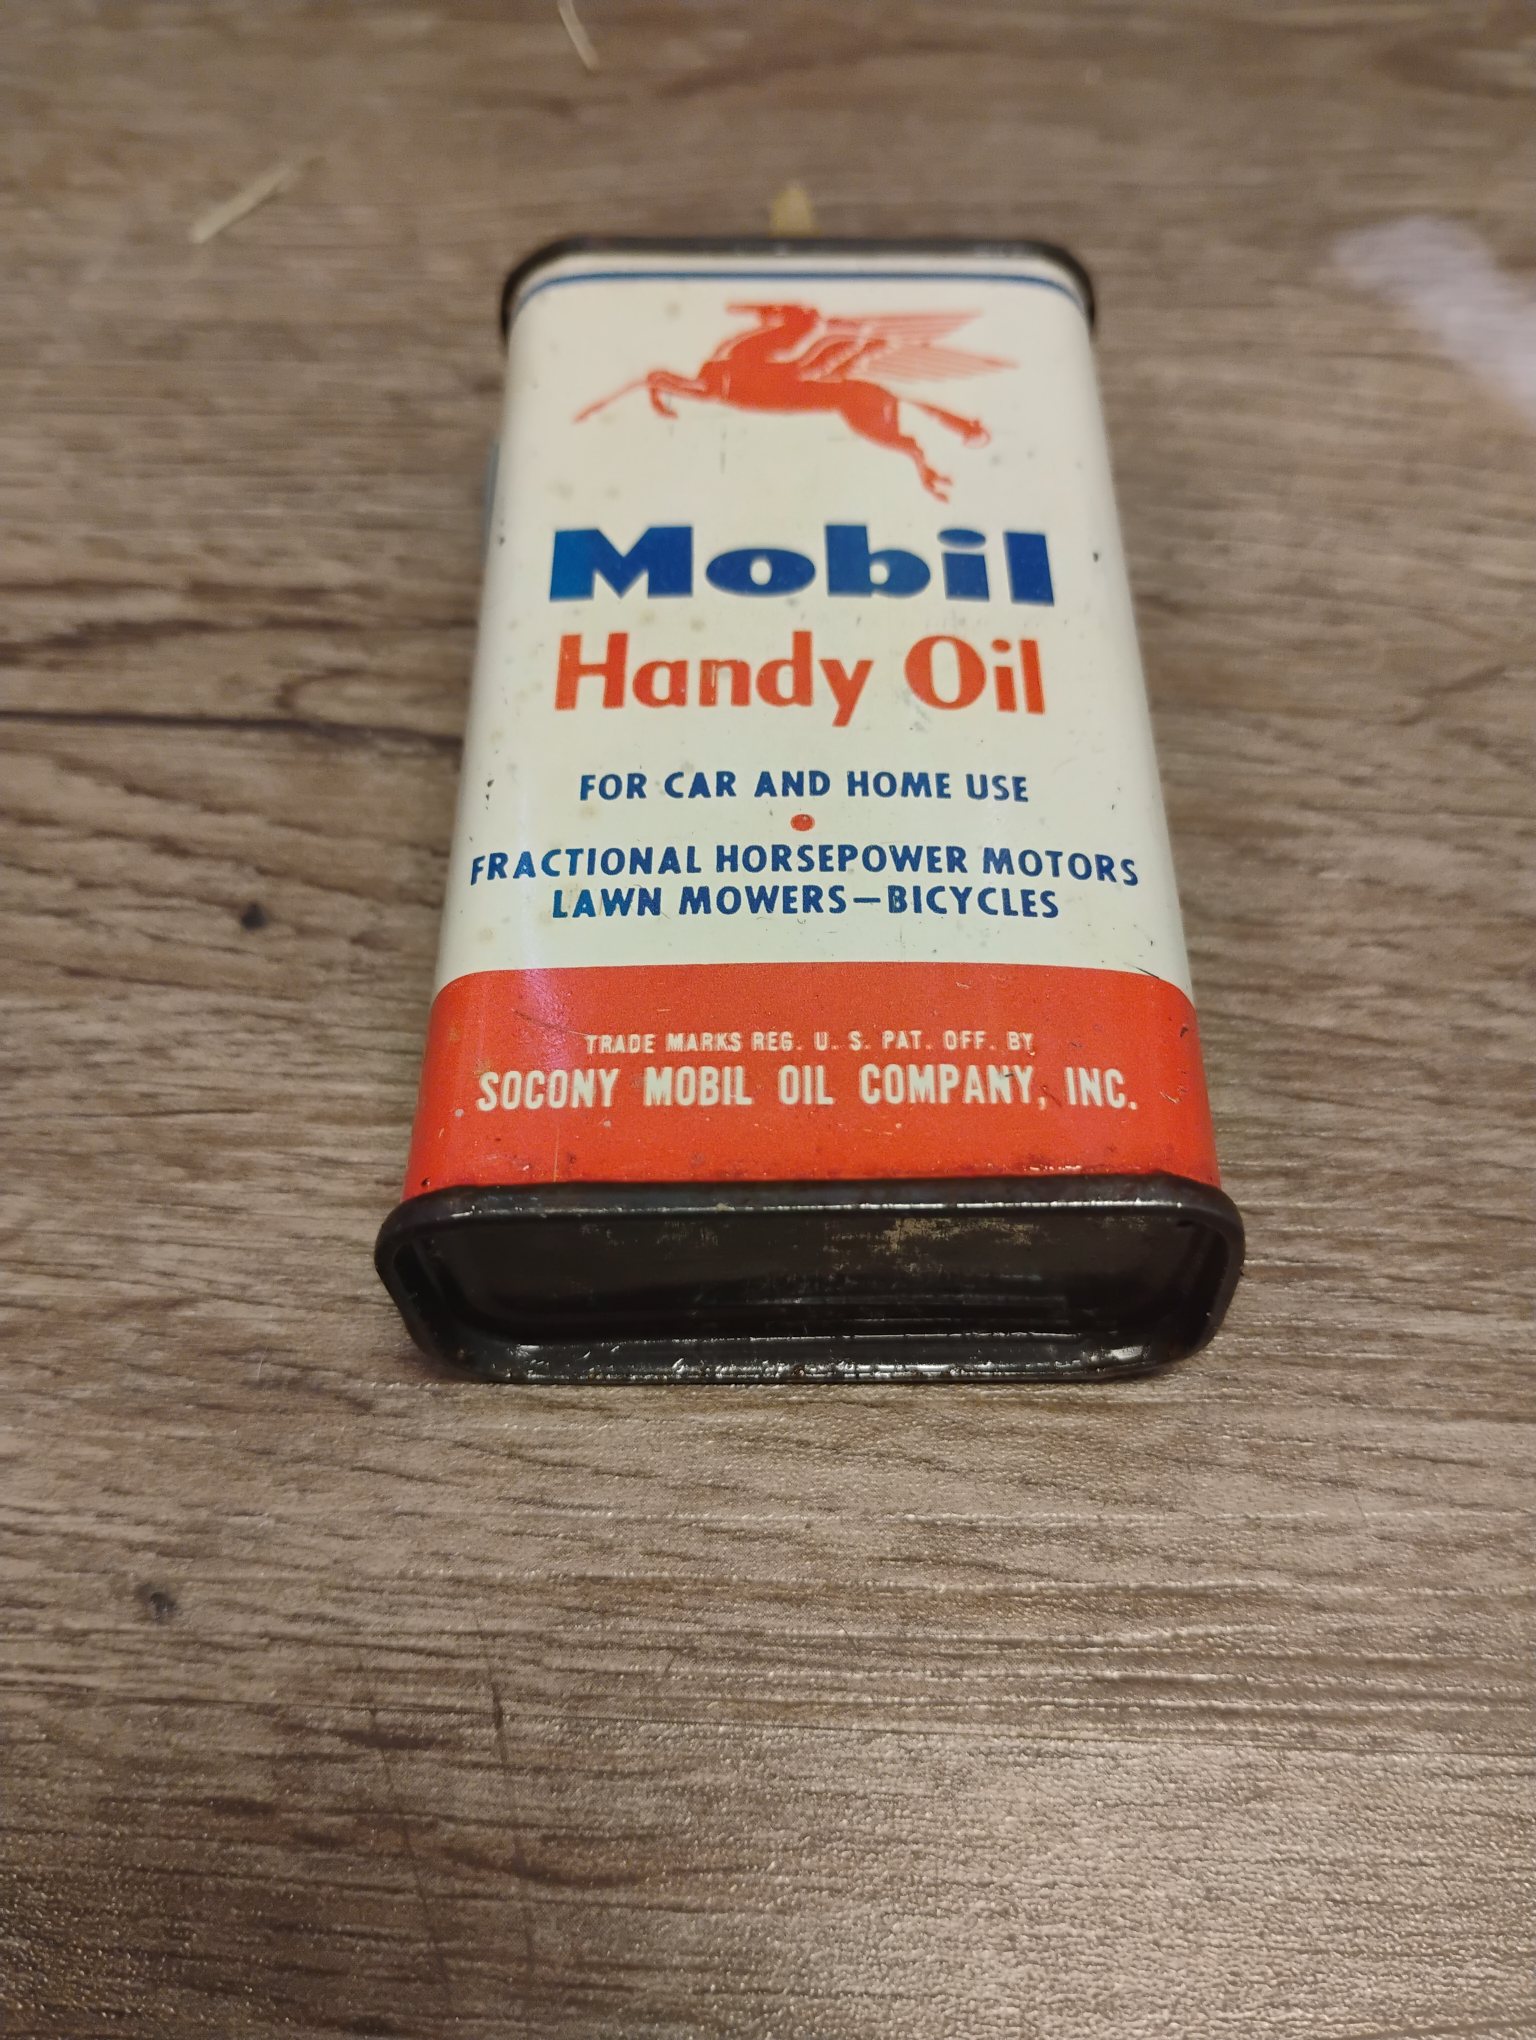 Mobil
Handy Oil
FOR CAR AND HOME USE
FRACTIONAL HORSEPOWER MOTORS
LAWN MOWERS—BICYCLES
TRADE MARKS REG. U. S. PAT. OFF. BY
SOCONY MOBIL OIL COMPANY, INC.